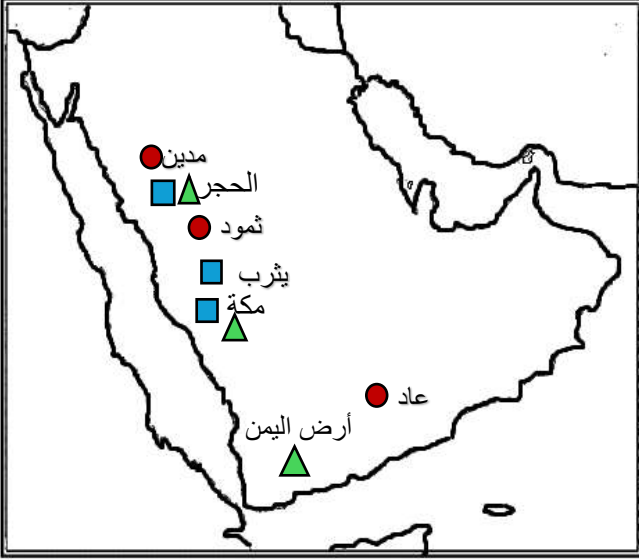 مدين
الحجر
ثمود
يثرب
مكة
عاد
أرض اليمن